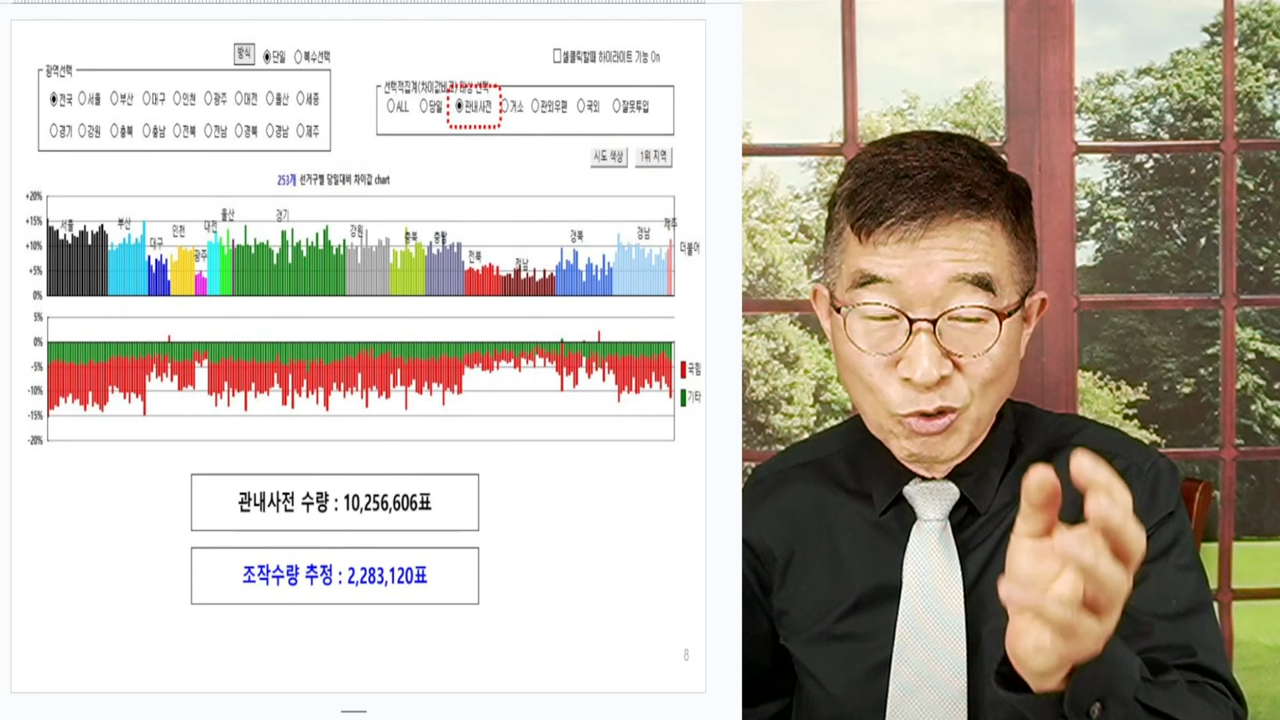 방식 단일 복수선택
셀클릭할때 하이라이트 기능 On
광역선택
전국 서울 부산 대구 인천 광주 대전 울산 세종
경기 강원 충북 충남 전북 전남 경북 경남 제주
선택적집계(차이값비교) 대상 선택
ALL 당일 관내사전 거소 관외우편 국외 잘못투입
시도 색상 1위 지역
253개 선거구별 당일대비 차이값 chart
+20%
+15%
+10%
+5%
0%
서울 부산 대구 인천 광주 대전 울산 경기 강원 충북 충남 전북 전남 경북 경남 제주
더불어
5%
0%
-5%
-10%
-15%
-20%
국힘
기타
관내사전 수량 : 10,256,606표
조작수량 추정 : 2,283,120표
8